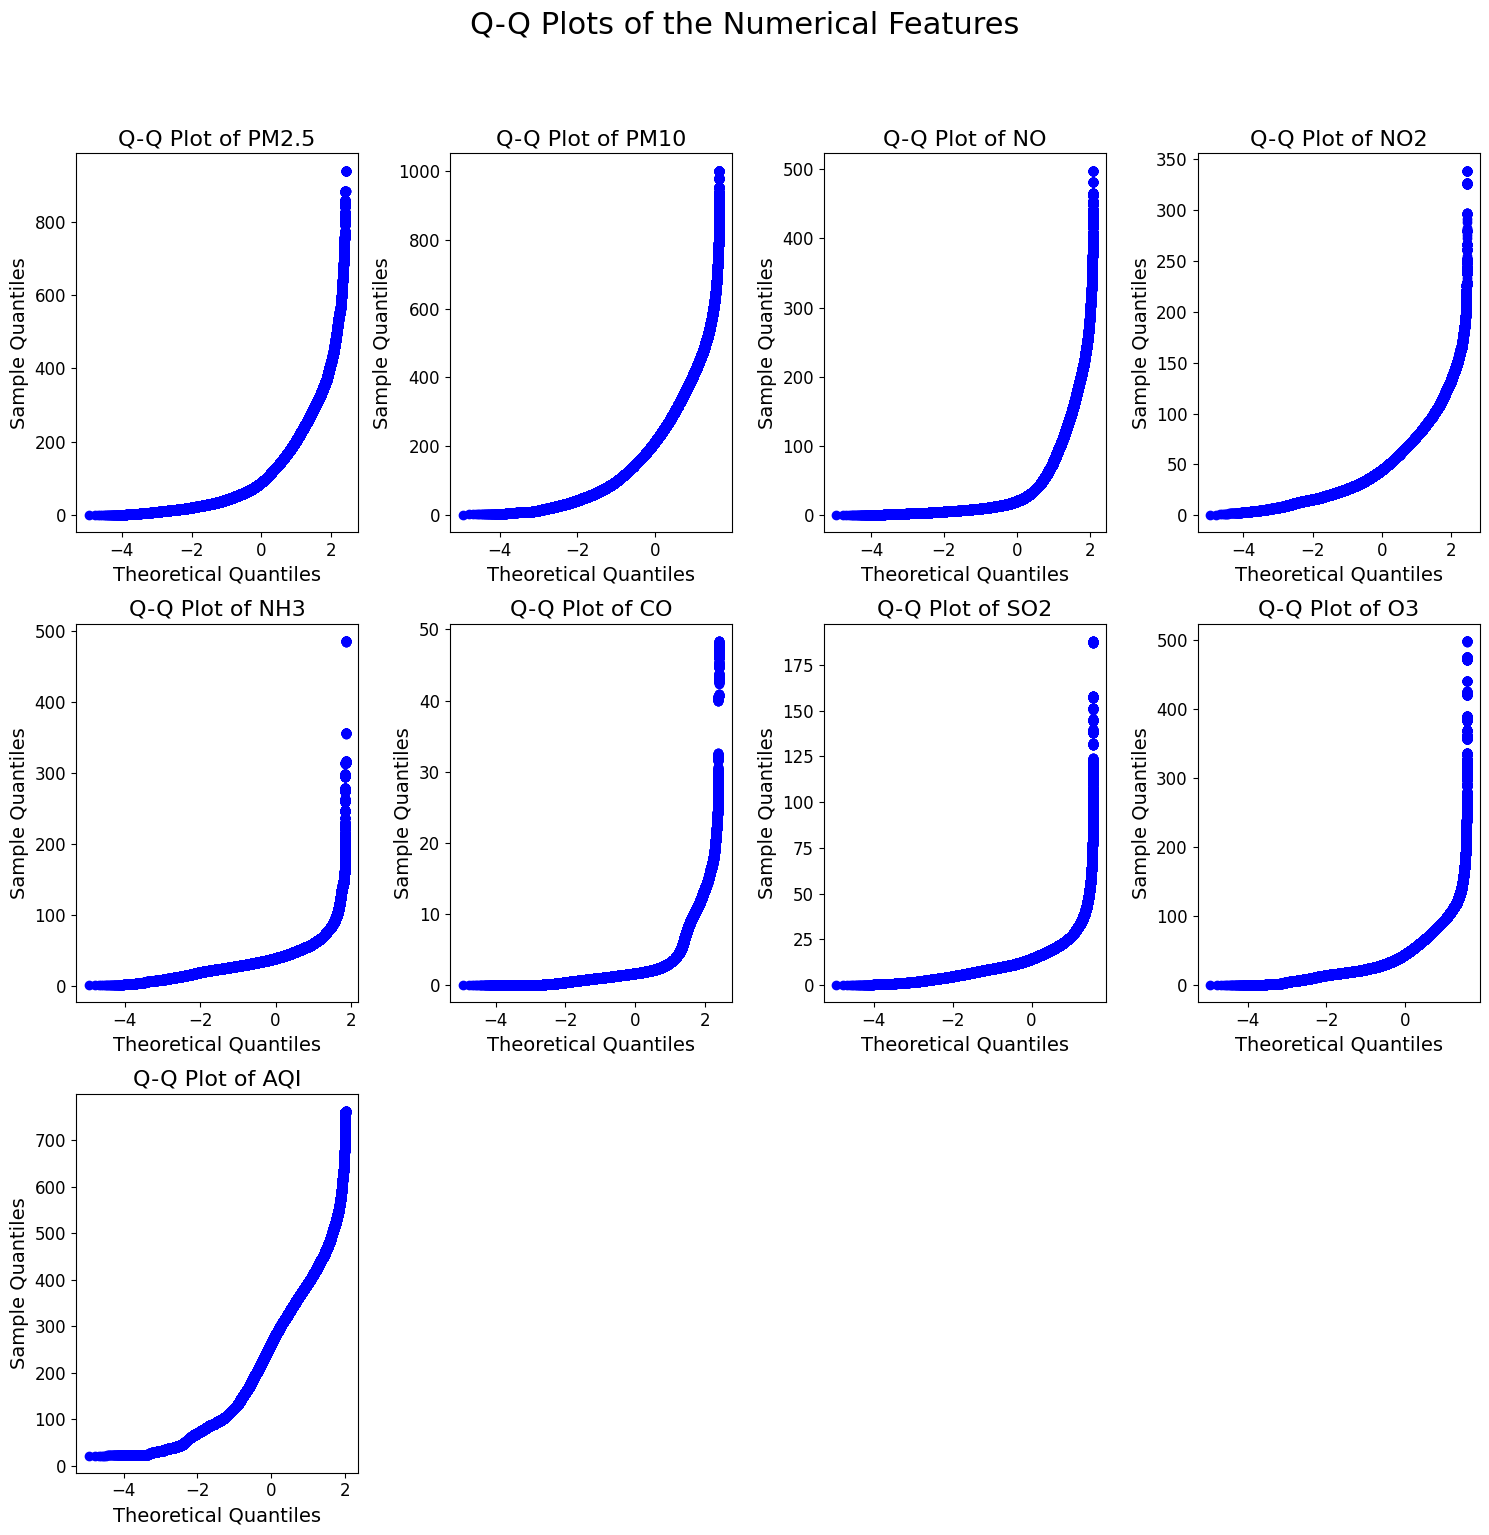 Q-Q Plots of the Numerical Features
Q-Q Plot of PM2.5
Sample Quantiles
800
600
400
200
0
−4 −2 0 2
Theoretical Quantiles
Q-Q Plot of PM10
Sample Quantiles
1000
800
600
400
200
0
−4 −2 0
Theoretical Quantiles
Q-Q Plot of NO
Sample Quantiles
500
400
300
200
100
0
−4 −2 0 2
Theoretical Quantiles
Q-Q Plot of NO2
Sample Quantiles
350
300
250
200
150
100
50
0
−4 −2 0 2
Theoretical Quantiles
Q-Q Plot of NH3
Sample Quantiles
500
400
300
200
100
0
−4 −2 0 2
Theoretical Quantiles
Q-Q Plot of CO
Sample Quantiles
50
40
30
20
10
0
−4 −2 0 2
Theoretical Quantiles
Q-Q Plot of SO2
Sample Quantiles
175
150
125
100
75
50
25
0
−4 −2 0
Theoretical Quantiles
Q-Q Plot of O3
Sample Quantiles
500
400
300
200
100
0
−4 −2 0
Theoretical Quantiles
Q-Q Plot of AQI
Sample Quantiles
700
600
500
400
300
200
100
0
−4 −2 0 2
Theoretical Quantiles